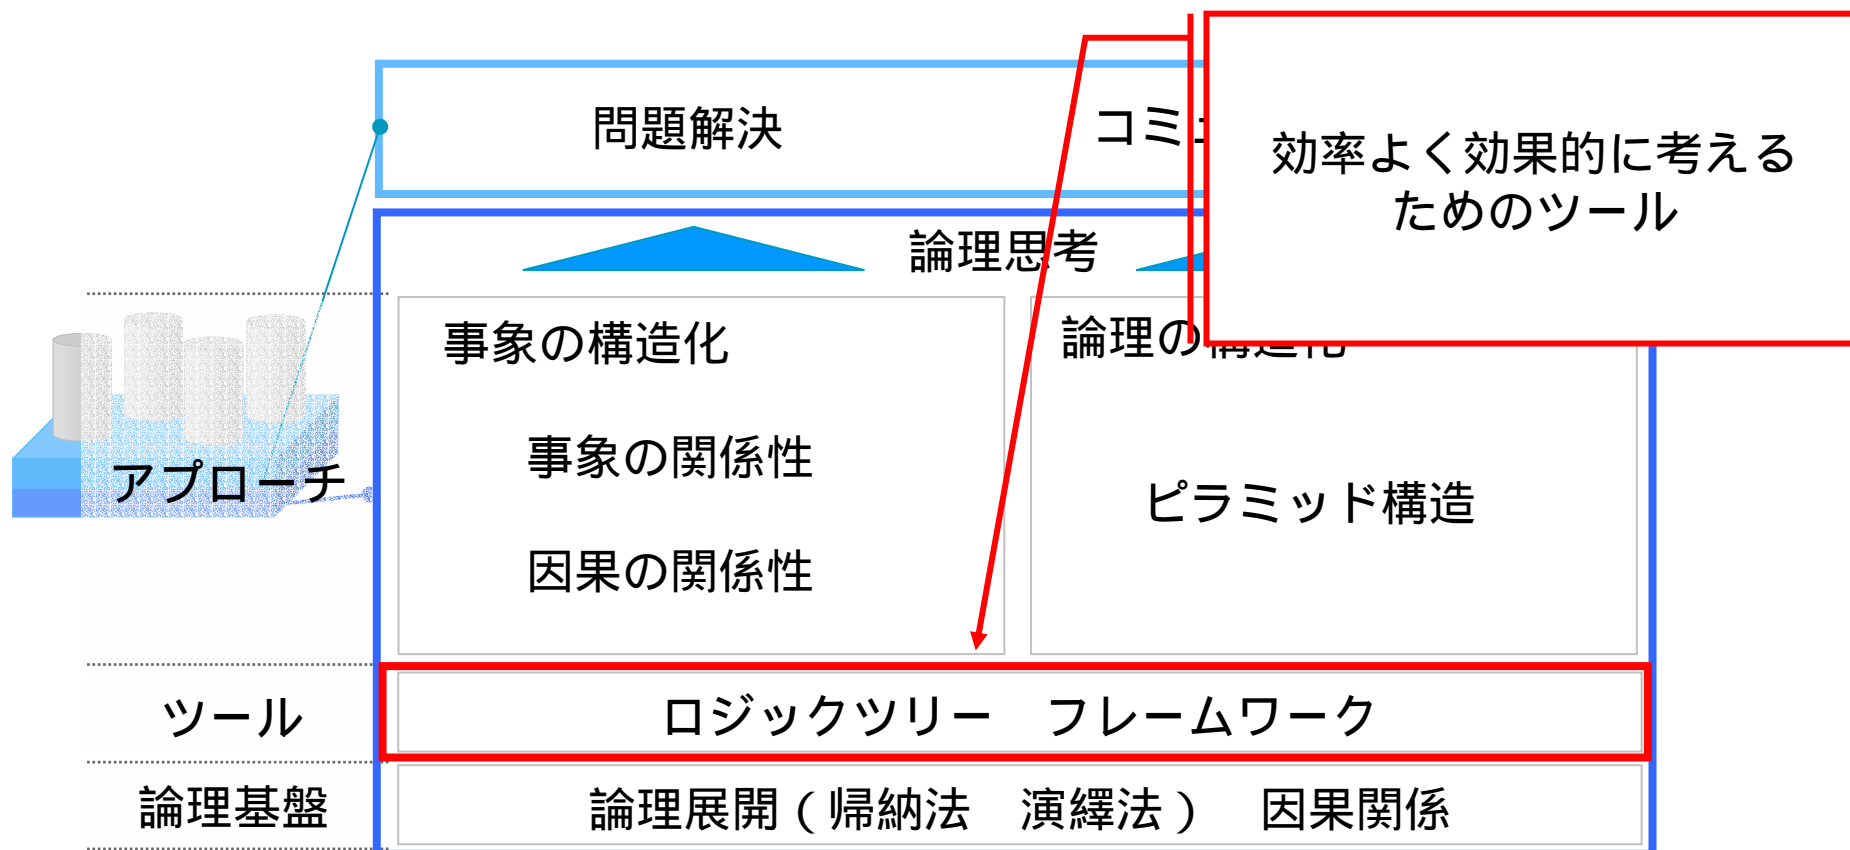 問題解決
コミュ
効率よく効果的に考える
ためのツール
論理思考
事象の構造化
論理の構造化
事象の関係性
アプローチ
ピラミッド構造
因果の関係性
ツール
ロジックツリー　フレームワーク
論理基盤
論理展開（帰納法　演繹法）　因果関係